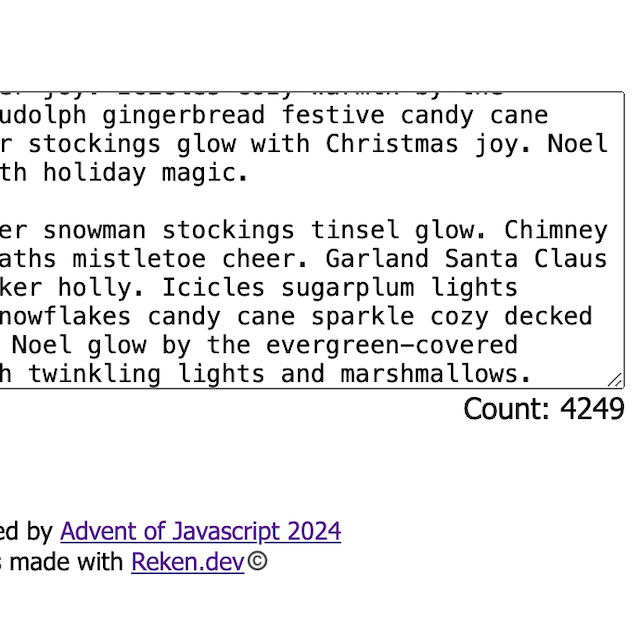 udolph gingerbread festive candy cane
r stockings glow with Christmas joy. Noel
th holiday magic.
er snowman stockings tinsel glow. Chimney
aths mistletoe cheer. Garland Santa Claus
ker holly. Icicles sugarplum lights
nowflakes candy cane sparkle cozy decked
Noel glow by the evergreen-covered
h twinkling lights and marshmallows.
Count: 4249
ed by Advent of Javascript 2024
s made with Reken.dev©